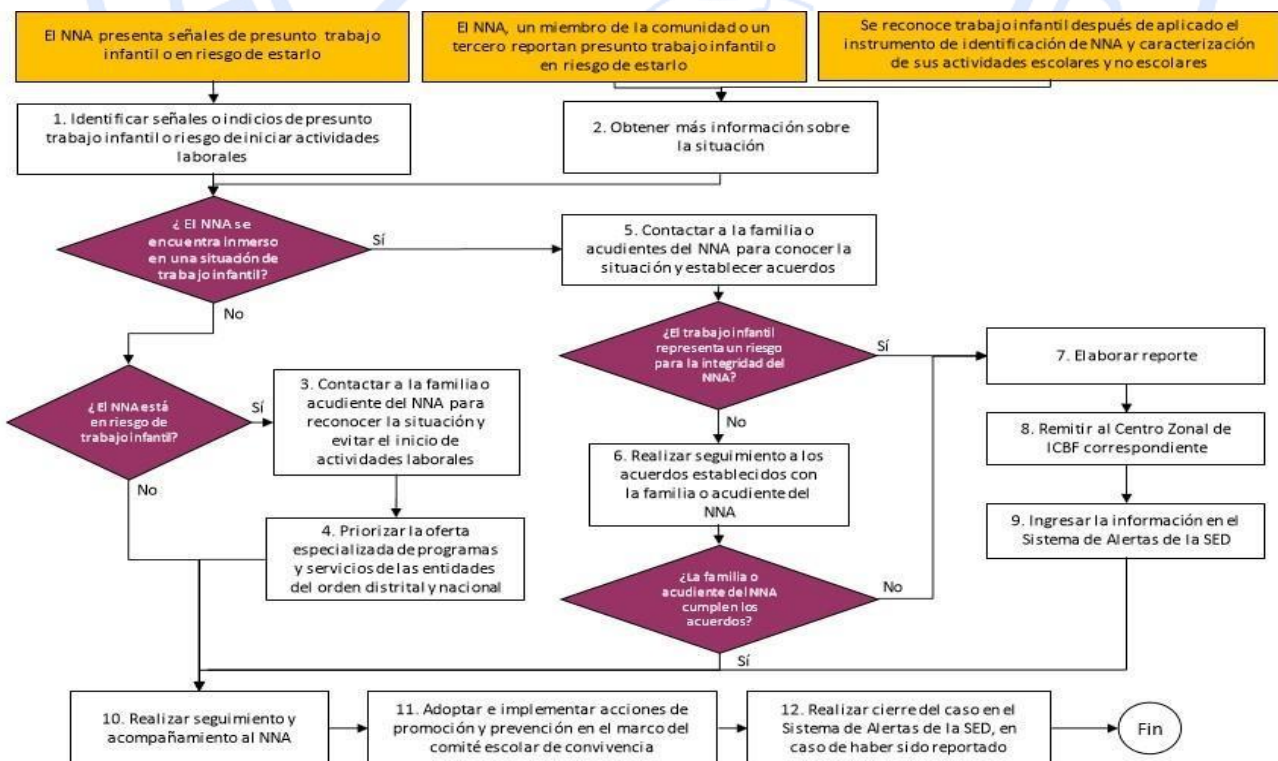 El NNA presenta señales de presunto trabajo
infantil o en riesgo de estarlo
El NNA, un miembro de la comunidad o un
tercero reportan presunto trabajo infantil o
en riesgo de estarlo
Se reconoce trabajo infantil después de aplicado el
instrumento de identificación de NNA y caracterización
de sus actividades escolares y no escolares
1. Identificar señales o indicios de presunto
trabajo infantil o riesgo de iniciar actividades
laborales
2. Obtener más información sobre
la situación
¿ El NNA se
encuentra inmerso
en una situación de
trabajo infantil?
Sí
No
5. Contactar a la familia o
acudientes del NNA para conocer la
situación y establecer acuerdos
¿El trabajo infantil
representa un riesgo
para la integridad del
NNA?
Sí
No
7. Elaborar reporte
¿El NNA está
en riesgo de
trabajo infantil?
Sí
No
3. Contactar a la familia o
acudiente del NNA para
reconocer la situación y
evitar el inicio de
actividades laborales
6. Realizar seguimiento a los
acuerdos establecidos con
la familia o acudiente del
NNA
8. Remitir al Centro Zonal de
ICBF correspondiente
4. Priorizar la oferta
especializada de programas
y servicios de las entidades
del orden distrital y nacional
9. Ingresar la información en el
Sistema de Alertas de la SED
¿La familia o
acudiente del NNA
cumplen los
acuerdos?
No
Sí
10. Realizar seguimiento y
acompañamiento al NNA
11. Adoptar e implementar acciones de
promoción y prevención en el marco del
comité escolar de convivencia
12. Realizar cierre del caso en el
Sistema de Alertas de la SED, en
caso de haber sido reportado
Fin